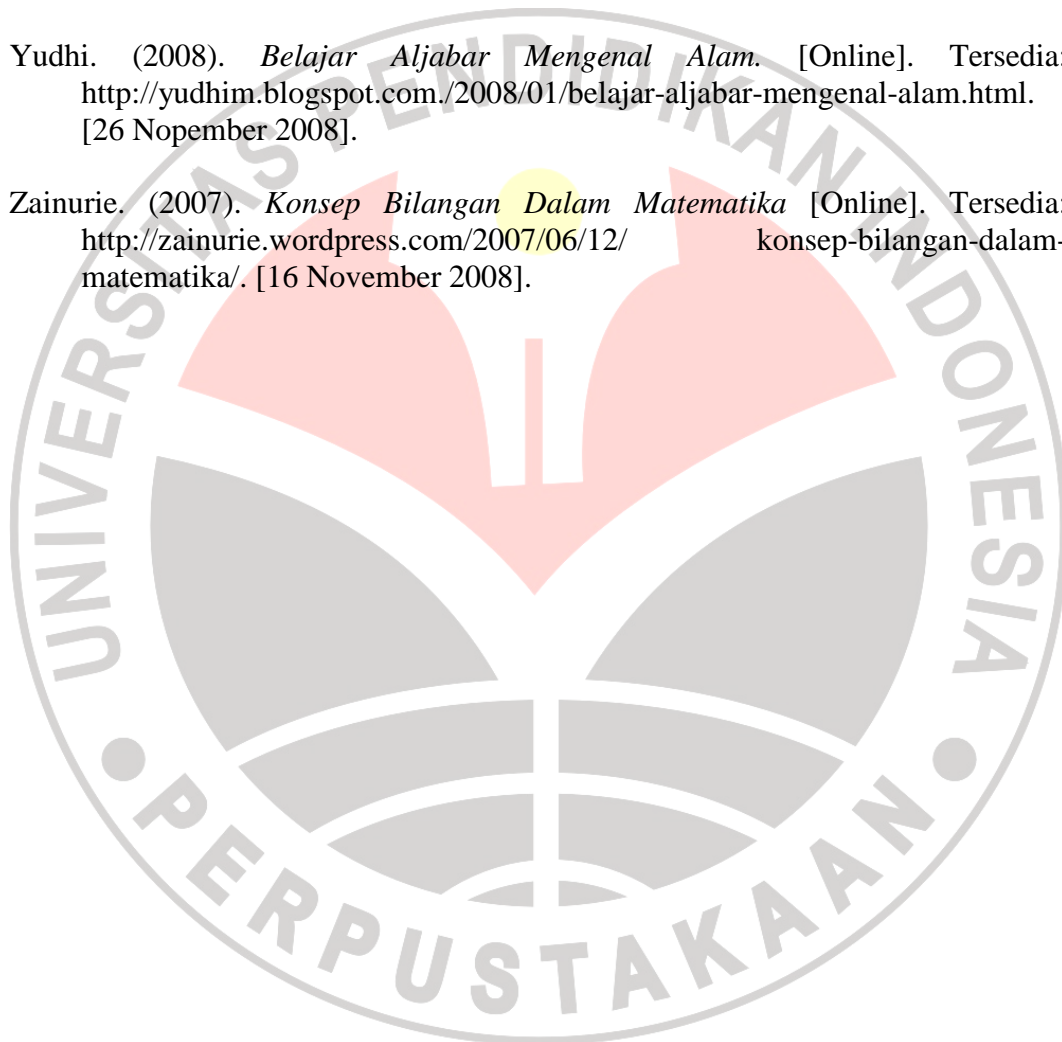 Yudhi. (2008). Belajar Aljabar Mengenal Alam. [Online]. Tersedia:
http://yudhim.blogspot.com./2008/01/belajar-aljabar-mengenal-alam.html.
[26 Nopember 2008].
Zainurie. (2007). Konsep Bilangan Dalam Matematika [Online]. Tersedia:
http://zainurie.wordpress.com/2007/06/12/ konsep-bilangan-dalam-
matematika/. [16 November 2008].
UNIVERSITAS PENDIDIKAN INDONESIA
PERPUSTAKAAN